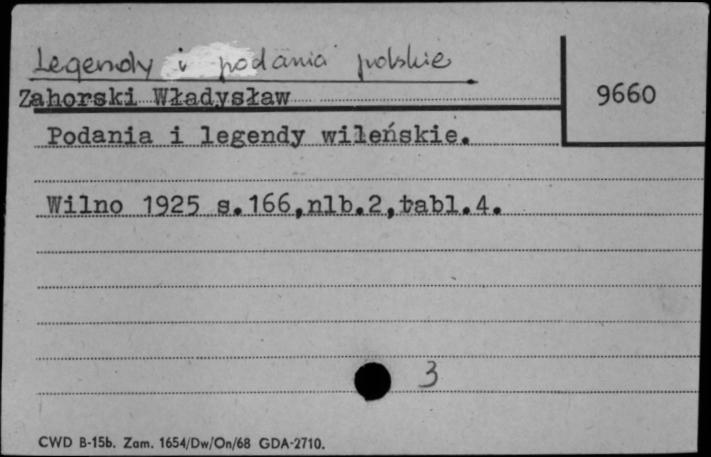 Legendy i podania polskie
Zahorski Władysław
9660
Podania i legendy wileńskie.
Wilno 1925 s.166,nlb.2,tabl.4.
3
CWD B-15b. Zam. 1654/Dw/On/68 GDA-2710.